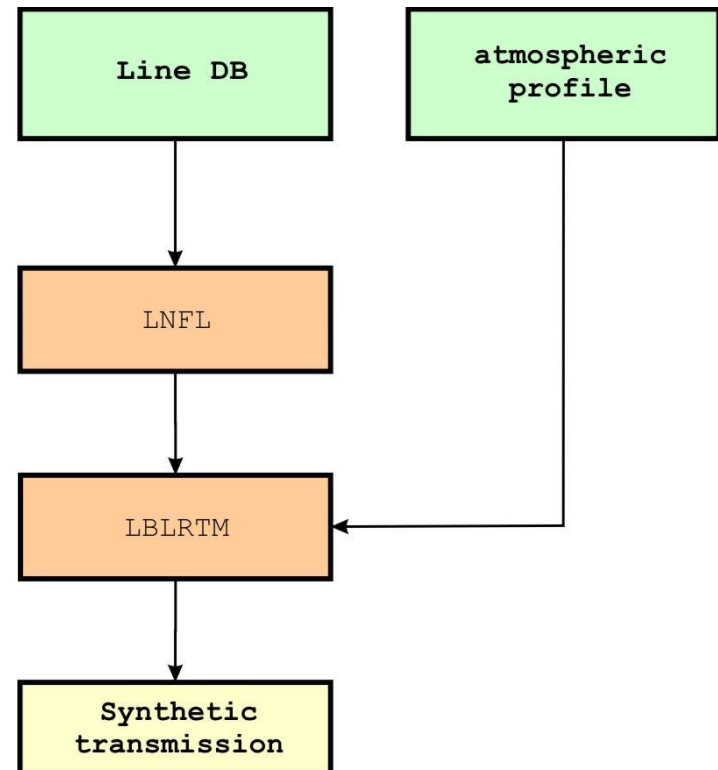 Line DB
atmospheric
profile
LNFL
LBLRTM
Synthetic
transmission